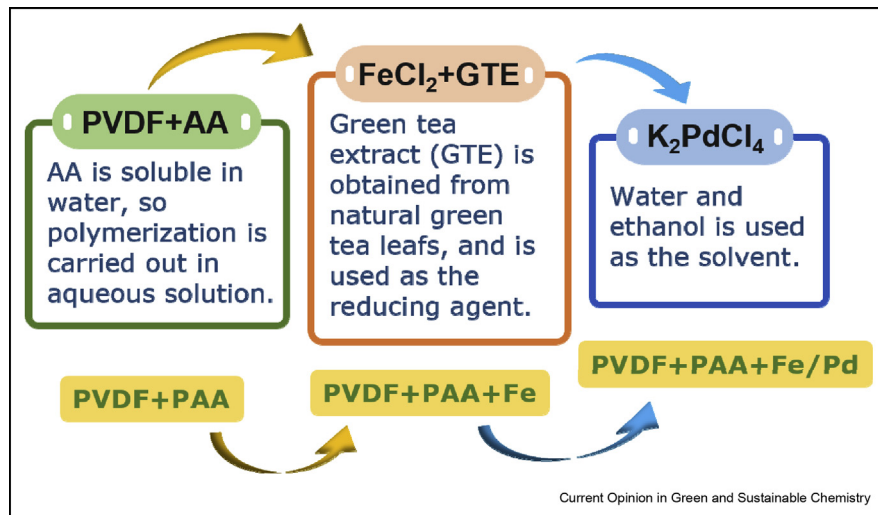 PVDF+AA
AA is soluble in
water, so
polymerization is
carried out in
aqueous solution.
FeCl₂+GTE
Green tea
extract (GTE) is
obtained from
natural green
tea leafs, and is
used as the
reducing agent.
K₂PdCl₄
Water and
ethanol is used
as the solvent.
PVDF+PAA
PVDF+PAA+Fe
PVDF+PAA+Fe/Pd
Current Opinion in Green and Sustainable Chemistry